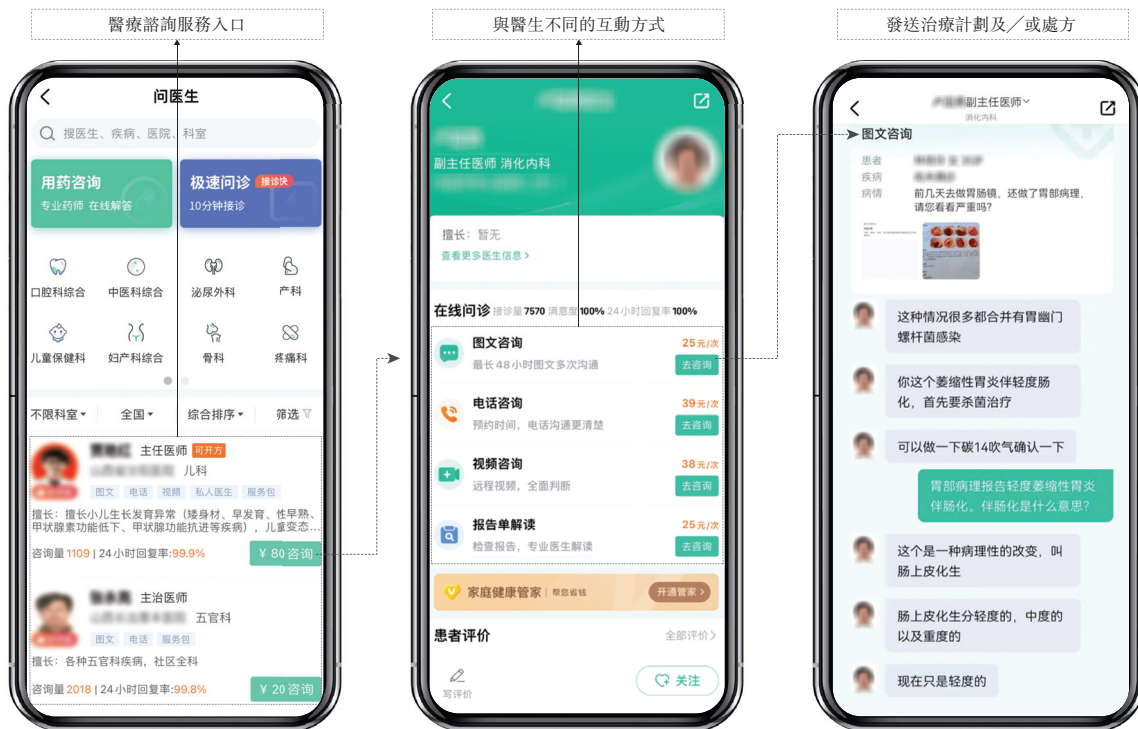 醫療諮詢服務入口
與醫生不同的互動方式
發送治療計劃及／或處方
问医生
搜医生、疾病、医院、科室
用药咨询
专业药师 在线解答
极速问诊 接诊快
10分钟接诊
口腔科综合 中医科综合 泌尿外科 产科
儿童保健科 妇产科综合 骨科 疼痛科
不限科室 全国 综合排序 筛选
主任医师 可开方
儿科
图文 电话 视频 私人医生 服务包
擅长：擅长小儿生长发育异常（矮身材、早发育、性早熟、
甲状腺素功能低下、甲状腺功能抗进等疾病），儿童变态...
咨询量1109 | 24小时回复率:99.9%
¥ 80咨询
主治医师
五官科
图文 电话 服务包
擅长：各种五官科疾病，社区全科
咨询量2018 | 24小时回复率:99.8%
¥ 20咨询
副主任医师 消化内科
擅长：暂无
查看更多医生信息
在线问诊 接诊量7570 满意度100% 24小时回复率100%
图文咨询 25元/次
最长48小时图文多次沟通 去咨询
电话咨询 39元/次
预约时间，电话沟通更清楚 去咨询
视频咨询 38元/次
远程视频，全面判断 去咨询
报告单解读 25元/次
检查报告，专业医生解读 去咨询
家庭健康管家 | 帮您省钱 开通管家
患者评价 全部评价
写评价
关注
副主任医师
消化内科
图文咨询
患者
疾病
病情 前几天去做胃肠镜，还做了胃部病理，
请您看看严重吗？
这种情况很多都合并有胃幽门
螺杆菌感染
你这个萎缩性胃炎伴轻度肠
化，首先要杀菌治疗
可以做一下碳14吹气确认一下
胃部病理报告轻度萎缩性胃炎
伴肠化。伴肠化是什么意思？
这个是一种病理性的改变，叫
肠上皮化生
肠上皮化生分轻度的，中度的
以及重度的
现在只是轻度的